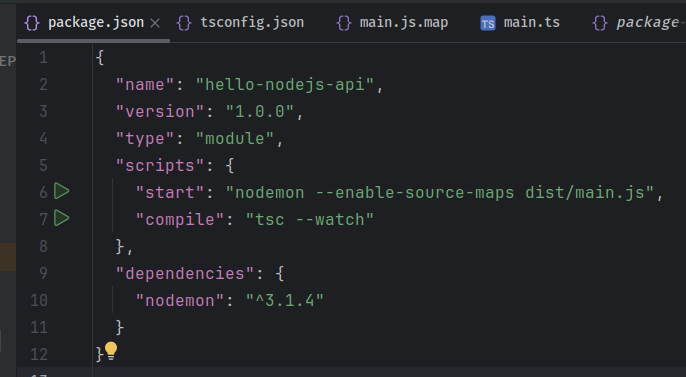 package.json tsconfig.json main.js.map TS main.ts package-
EP
1 {
2 "name": "hello-nodejs-api",
3 "version": "1.0.0",
4 "type": "module",
5 "scripts": {
6 "start": "nodemon --enable-source-maps dist/main.js",
7 "compile": "tsc --watch"
8 },
9 "dependencies": {
10 "nodemon": "^3.1.4"
11 }
12 }
13